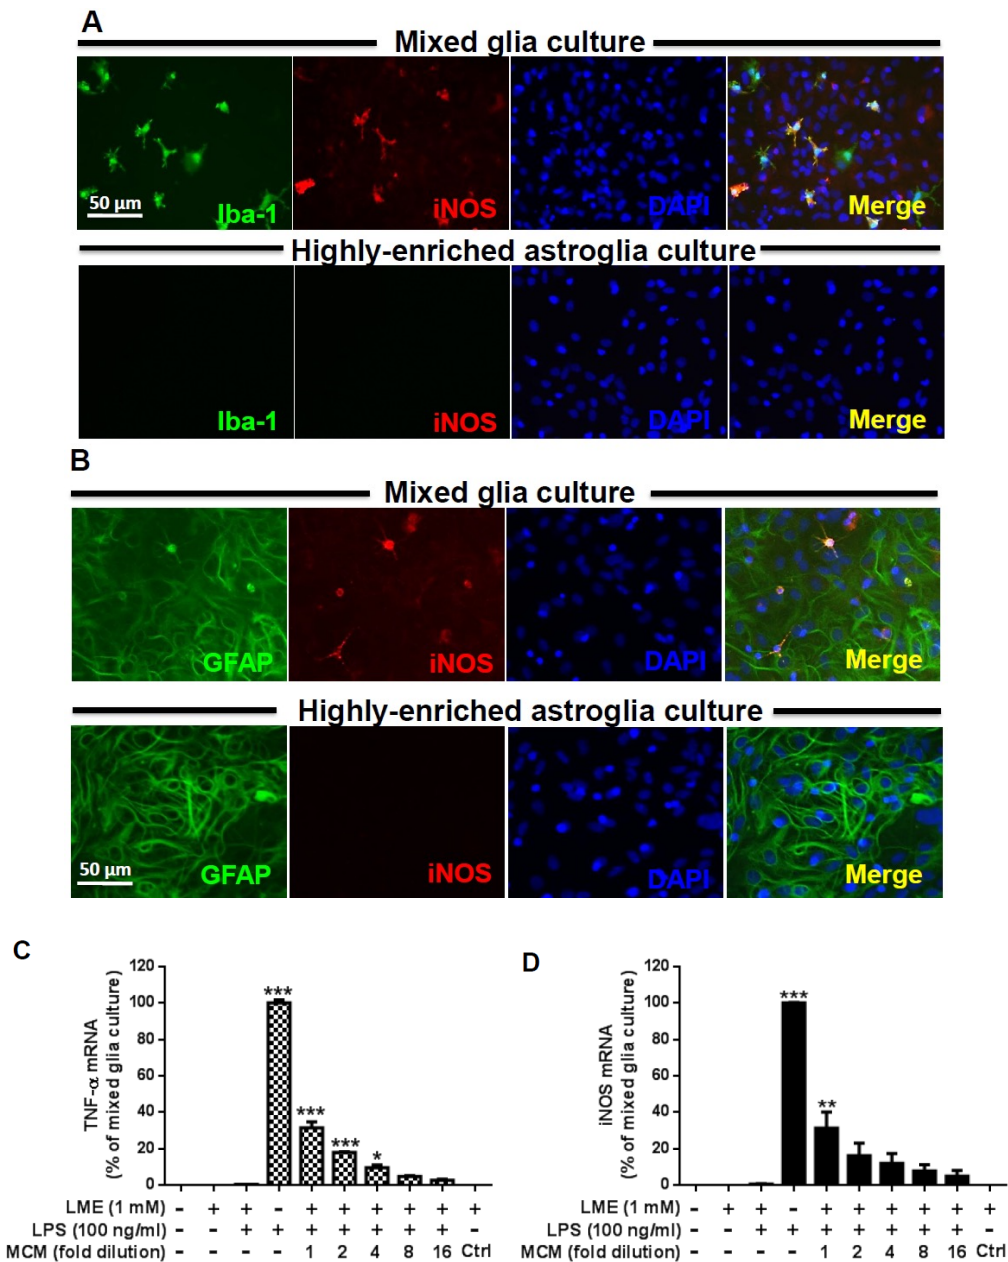 A
Mixed glia culture
50 µm
Iba-1 iNOS DAPI Merge
Highly-enriched astroglia culture
Iba-1 iNOS DAPI Merge
B
Mixed glia culture
GFAP iNOS DAPI Merge
Highly-enriched astroglia culture
50 µm
GFAP iNOS DAPI Merge
C
TNF-α mRNA
(% of mixed glia culture)
120
100
80
60
40
20
0
*** *** *** *
LME (1 mM) - + + - + + + + + +
LPS (100 ng/ml) - - + + + + + + + -
MCM (fold dilution) - - - - 1 2 4 8 16 Ctrl
D
iNOS mRNA
(% of mixed glia culture)
120
100
80
60
40
20
0
*** **
LME (1 mM) - + + - + + + + + +
LPS (100 ng/ml) - - + + + + + + + -
MCM (fold dilution) - - - - 1 2 4 8 16 Ctrl